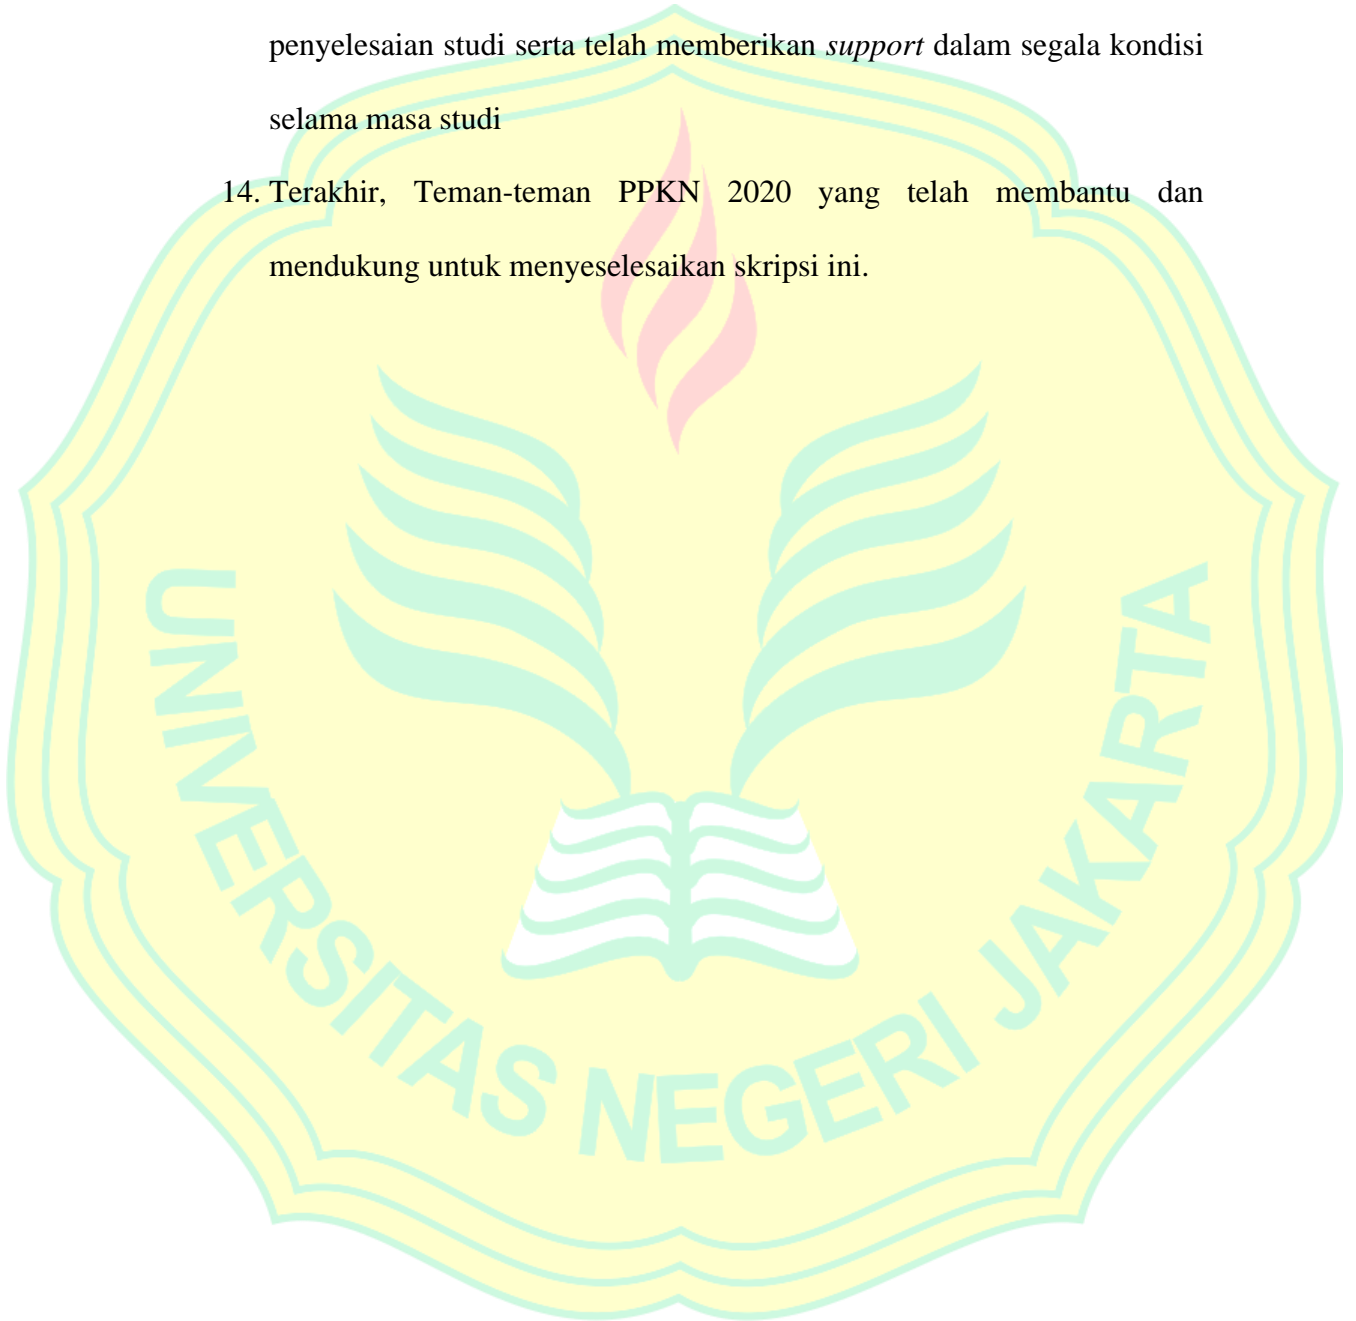 penyelesaian studi serta telah memberikan support dalam segala kondisi
selama masa studi
14. Terakhir, Teman-teman PPKN 2020 yang telah membantu dan
mendukung untuk menyeselesaikan skripsi ini.
UNIVERSITAS NEGERI JAKARTA